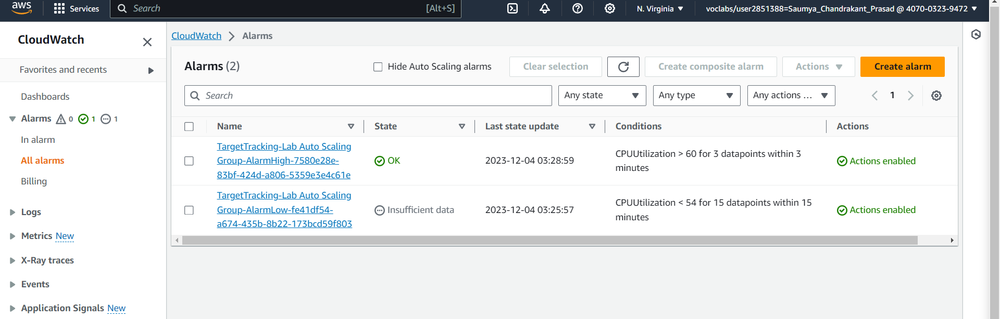 aws
Services
Search
[Alt+S]
N. Virginia
voclabs/user2851388=Saumya_Chandrakant_Prasad @ 4070-0323-9472
CloudWatch
Favorites and recents
Dashboards
Alarms 0 1 1
In alarm
All alarms
Billing
Logs
Metrics New
X-Ray traces
Events
Application Signals New
CloudWatch > Alarms
Alarms (2)
Hide Auto Scaling alarms
Clear selection
Create composite alarm
Actions
Create alarm
Search
Any state
Any type
Any actions ...
1
Name
State
Last state update
Conditions
Actions
TargetTracking-Lab Auto Scaling
Group-AlarmHigh-7580e28e-
83bf-424d-a806-5359e3e4c61e
OK
2023-12-04 03:28:59
CPUUtilization > 60 for 3 datapoints within 3
minutes
Actions enabled
TargetTracking-Lab Auto Scaling
Group-AlarmLow-fe41df54-
a674-435b-8b22-173bcd59f803
Insufficient data
2023-12-04 03:25:57
CPUUtilization < 54 for 15 datapoints within 15
minutes
Actions enabled